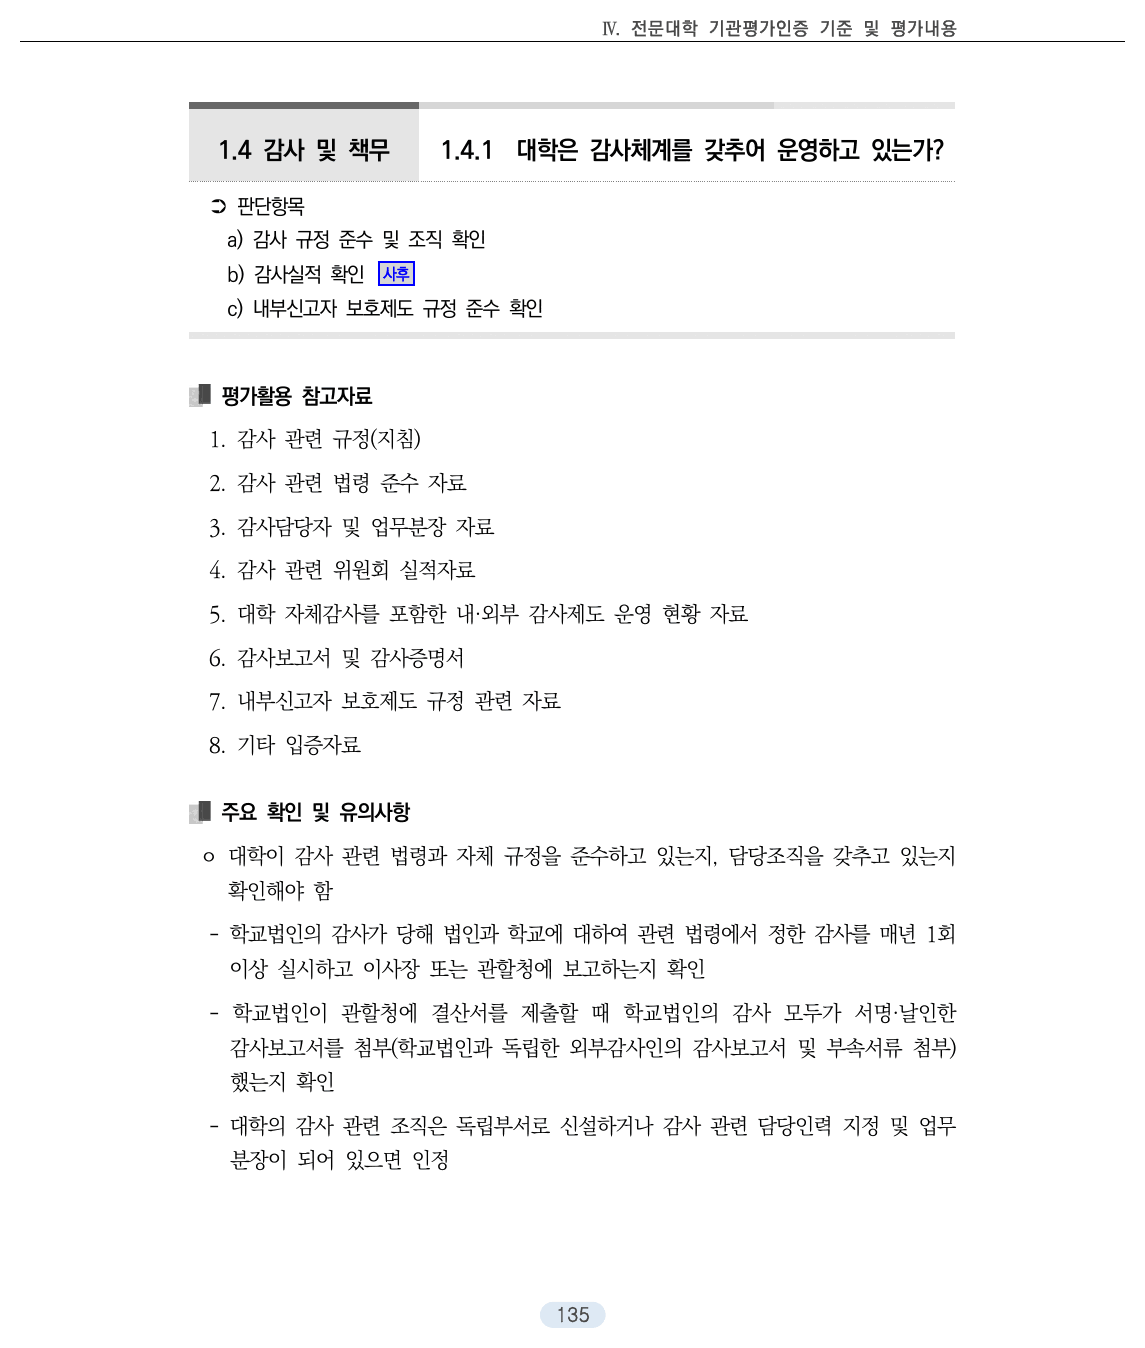 Ⅳ. 전문대학 기관평가인증 기준 및 평가내용
1.4 감사 및 책무
1.4.1 대학은 감사체계를 갖추어 운영하고 있는가?
➲ 판단항목
a) 감사 규정 준수 및 조직 확인
b) 감사실적 확인 사후
c) 내부신고자 보호제도 규정 준수 확인
평가활용 참고자료
1. 감사 관련 규정(지침)
2. 감사 관련 법령 준수 자료
3. 감사담당자 및 업무분장 자료
4. 감사 관련 위원회 실적자료
5. 대학 자체감사를 포함한 내·외부 감사제도 운영 현황 자료
6. 감사보고서 및 감사증명서
7. 내부신고자 보호제도 규정 관련 자료
8. 기타 입증자료
주요 확인 및 유의사항
ㅇ 대학이 감사 관련 법령과 자체 규정을 준수하고 있는지, 담당조직을 갖추고 있는지
확인해야 함
- 학교법인의 감사가 당해 법인과 학교에 대하여 관련 법령에서 정한 감사를 매년 1회
이상 실시하고 이사장 또는 관할청에 보고하는지 확인
- 학교법인이 관할청에 결산서를 제출할 때 학교법인의 감사 모두가 서명·날인한
감사보고서를 첨부(학교법인과 독립한 외부감사인의 감사보고서 및 부속서류 첨부)
했는지 확인
- 대학의 감사 관련 조직은 독립부서로 신설하거나 감사 관련 담당인력 지정 및 업무
분장이 되어 있으면 인정
135